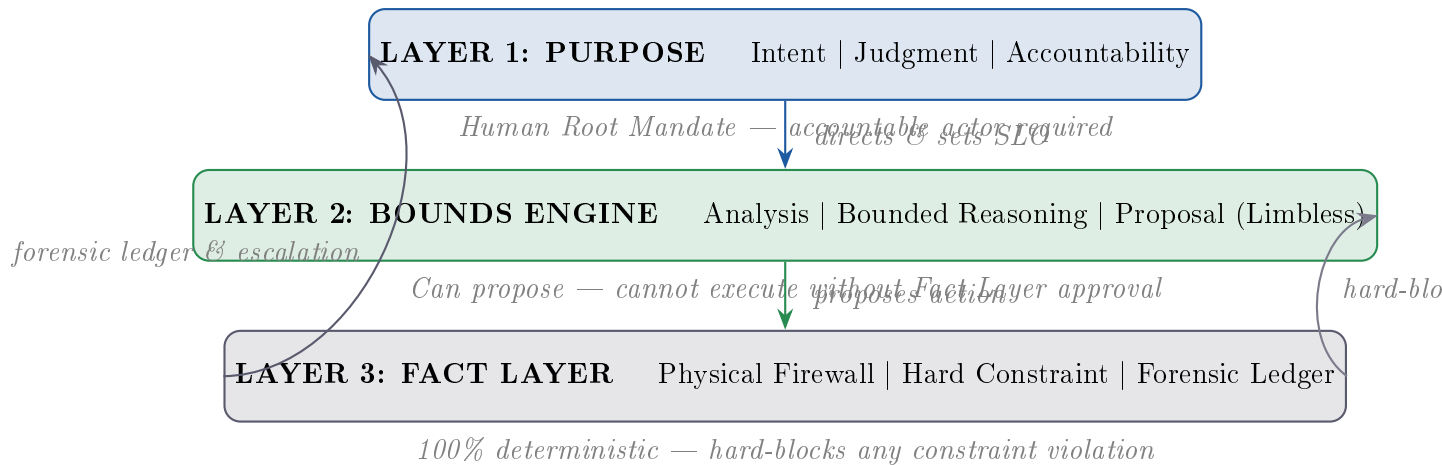 LAYER 1: PURPOSE Intent | Judgment | Accountability
Human Root Mandate — accountable actor required
directs & sets SLO
LAYER 2: BOUNDS ENGINE Analysis | Bounded Reasoning | Proposal (Limbless)
forensic ledger & escalation
Can propose — cannot execute without Fact Layer approval
proposes action
hard-blo
LAYER 3: FACT LAYER Physical Firewall | Hard Constraint | Forensic Ledger
100% deterministic — hard-blocks any constraint violation